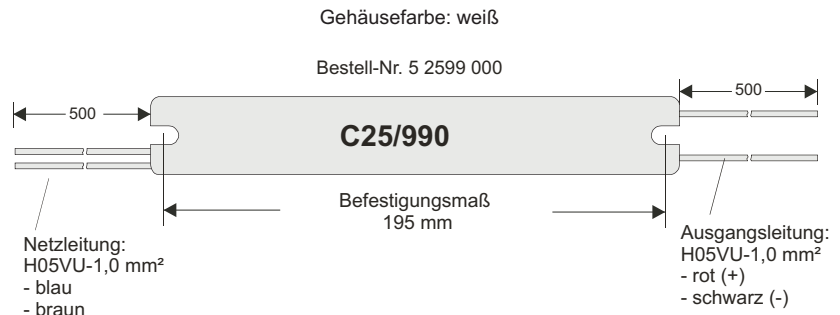 Gehäusefarbe: weiß
Bestell-Nr. 5 2599 000
500
500
C25/990
Befestigungsmaß
195 mm
Netzleitung:
H05VU-1,0 mm²
- blau
- braun
Ausgangsleitung:
H05VU-1,0 mm²
- rot (+)
- schwarz (-)